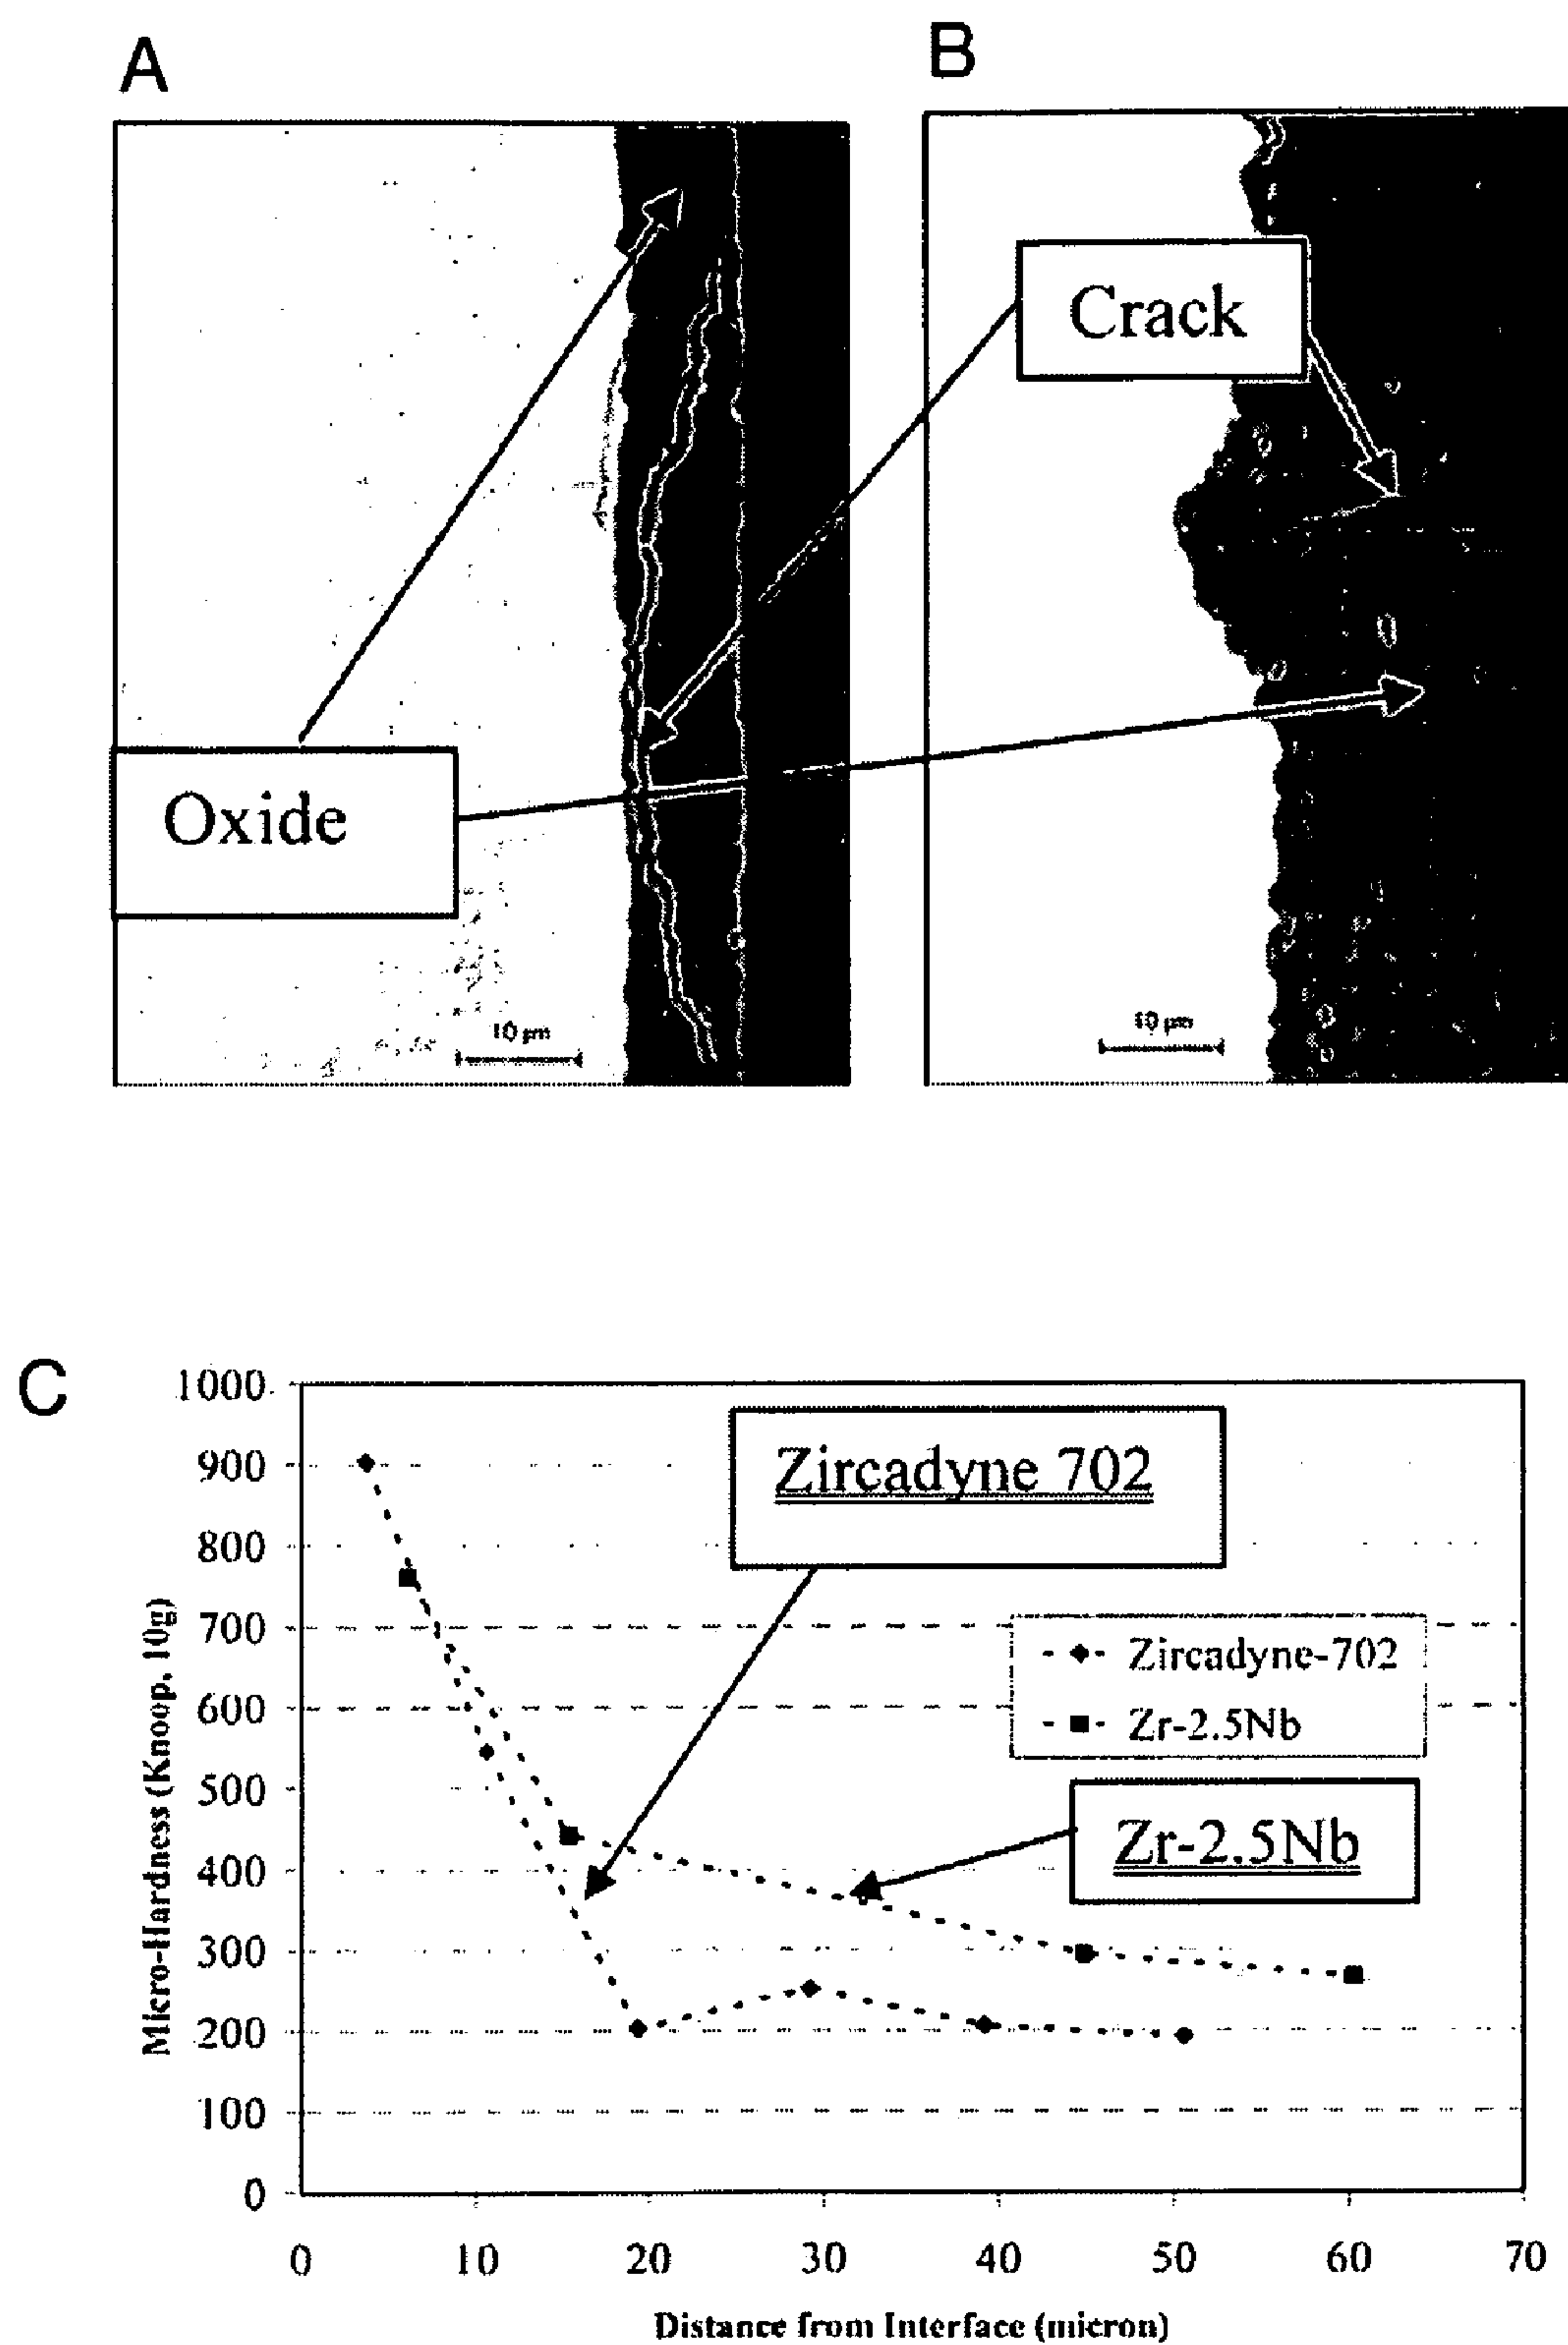 A
B
Crack
Oxide
10 µm
10 µm
C
1000
900
800
700
600
500
400
300
200
100
0
Micro-Hardness (Knoop, 10g)
Zircadyne 702
Zircadyne-702
Zr-2.5Nb
Zr-2.5Nb
0 10 20 30 40 50 60 70
Distance from Interface (micron)